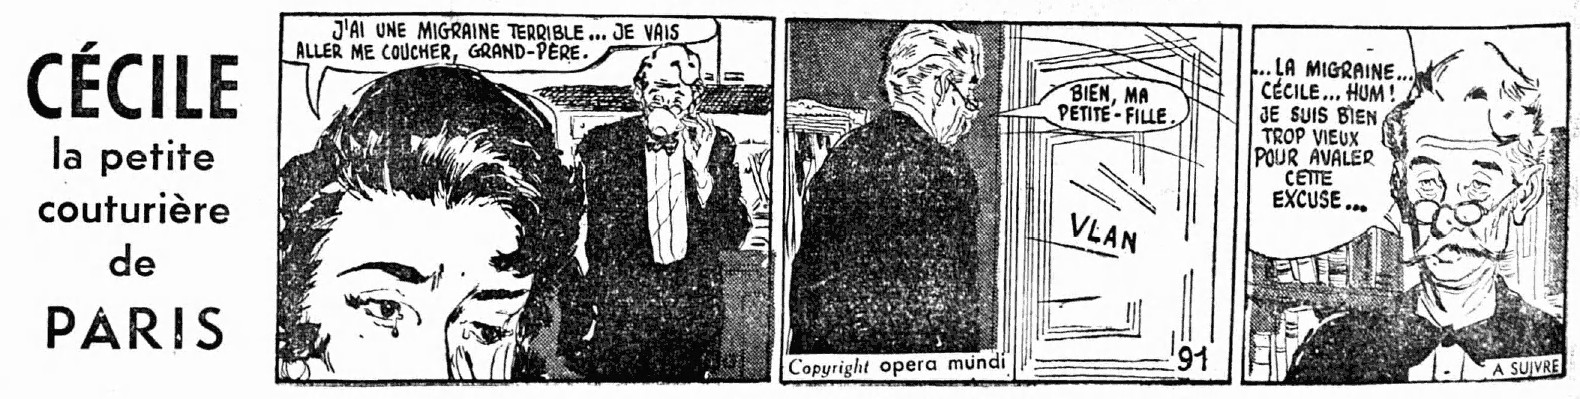 CÉCILE
la petite
couturière
de
PARIS
J'AI UNE MIGRAINE TERRIBLE... JE VAIS
ALLER ME COUCHER, GRAND-PÈRE.
BIEN, MA
PETITE-FILLE.
VLAN
Copyright opera mundi
91
...LA MIGRAINE...
CÉCILE... HUM!
JE SUIS BIEN
TROP VIEUX
POUR AVALER
CETTE
EXCUSE...
A SUIVRE